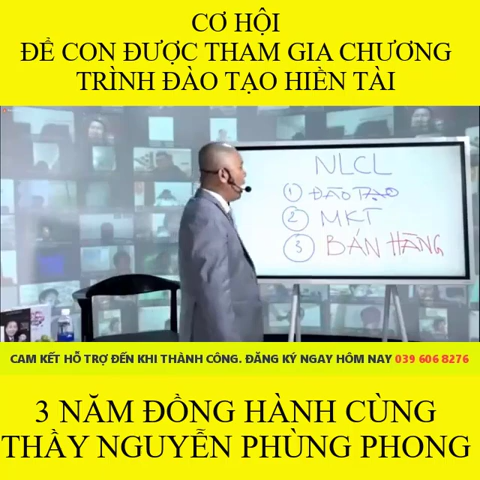 CƠ HỘI
ĐỂ CON ĐƯỢC THAM GIA CHƯƠNG
TRÌNH ĐÀO TẠO HIỀN TÀI
NLCL
1 ĐÀO TẠO
2 MKT
3 BÁN HÀNG
CAM KẾT HỖ TRỢ ĐẾN KHI THÀNH CÔNG. ĐĂNG KÝ NGAY HÔM NAY 039 606 8276
3 NĂM ĐỒNG HÀNH CÙNG
THẦY NGUYỄN PHÙNG PHONG